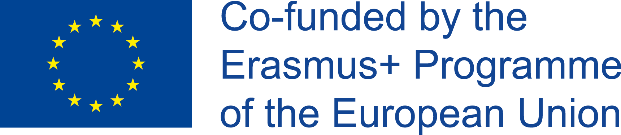 Co-funded by the
Erasmus+ Programme
of the European Union